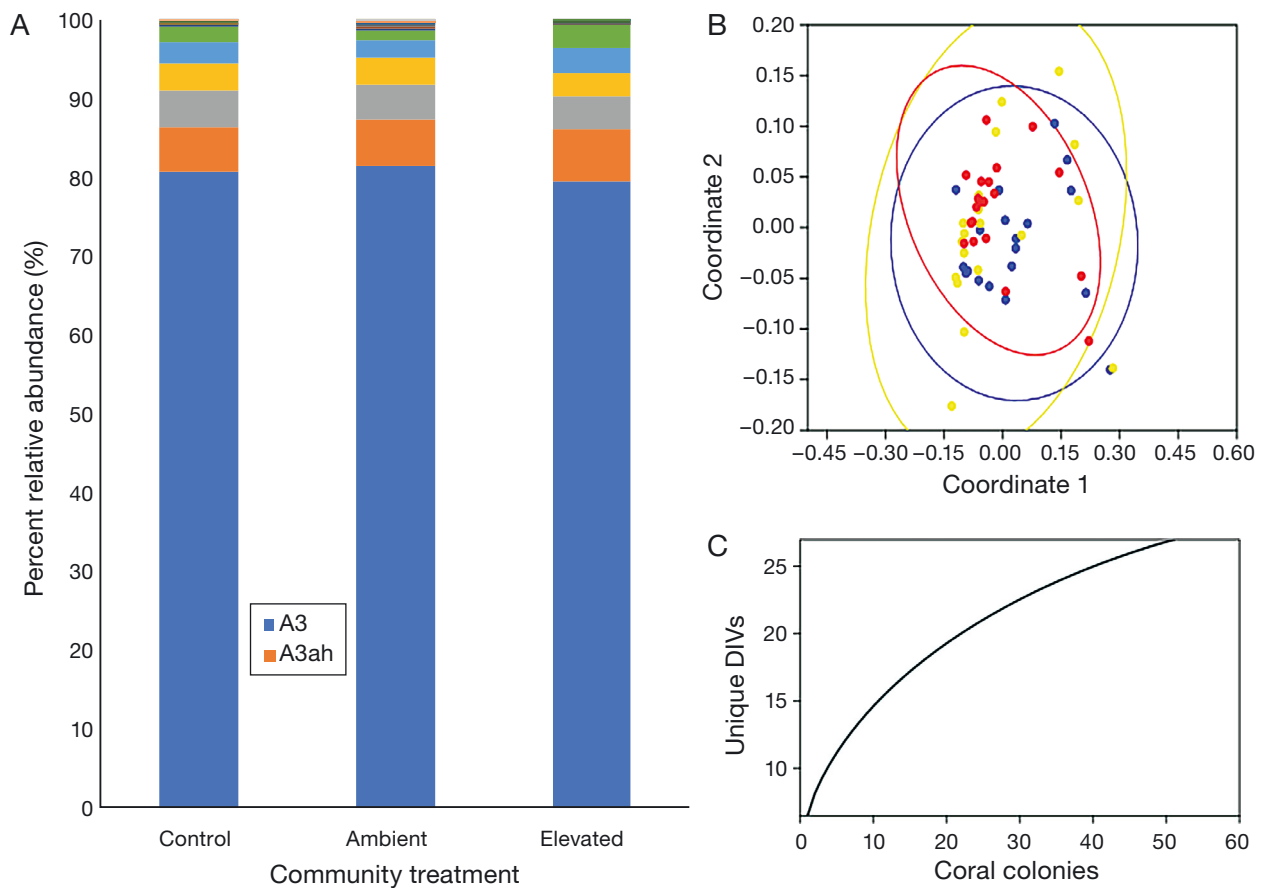 A
100
90
80
70
60
50
40
30
20
10
0
Percent relative abundance (%)
A3
A3ah
Control Ambient Elevated
Community treatment
B
0.20
0.15
0.10
0.05
0.00
−0.05
−0.10
−0.15
−0.20
Coordinate 2
−0.45 −0.30 −0.15 0.00 0.15 0.30 0.45 0.60
Coordinate 1
C
25
20
15
10
Unique DIVs
0 10 20 30 40 50 60
Coral colonies